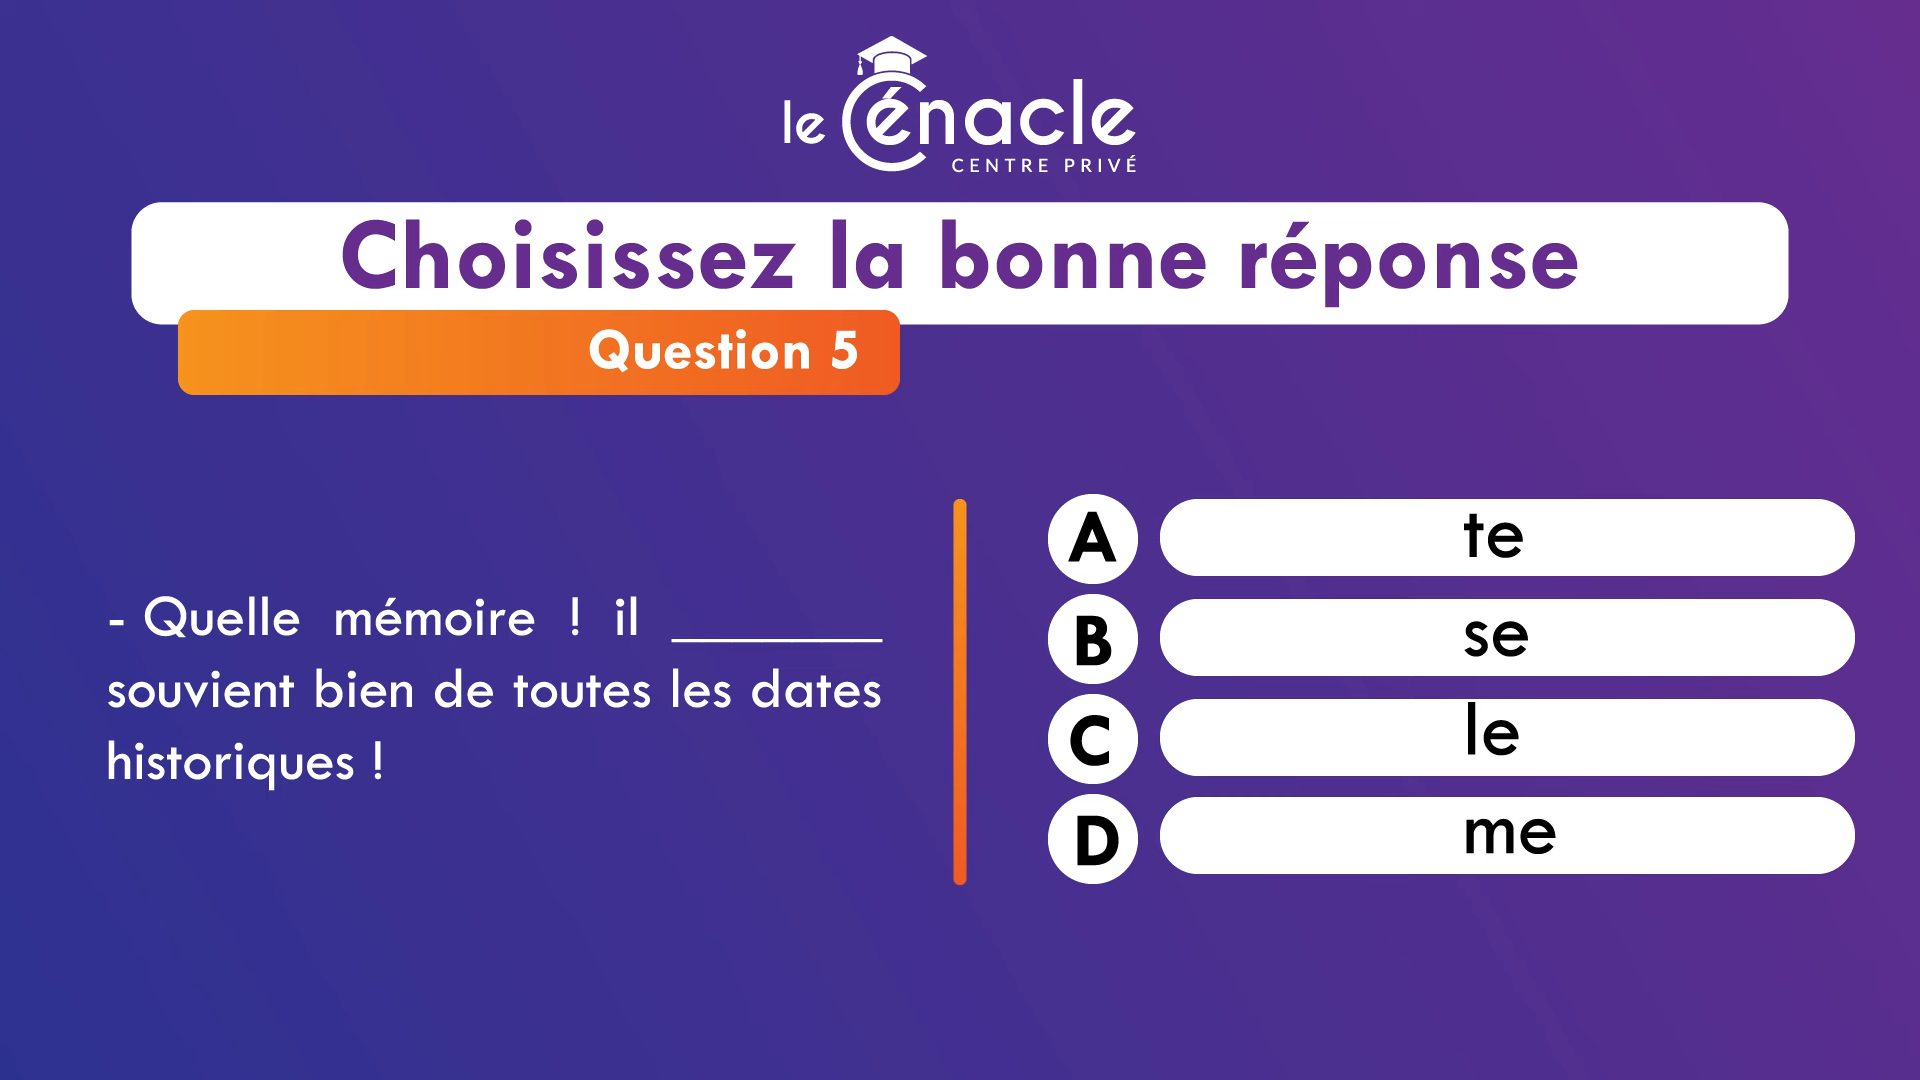 le Cénacle
CENTRE PRIVÉ
Choisissez la bonne réponse
Question 5
- Quelle mémoire ! il ________
souvient bien de toutes les dates
historiques !
A te
B se
C le
D me